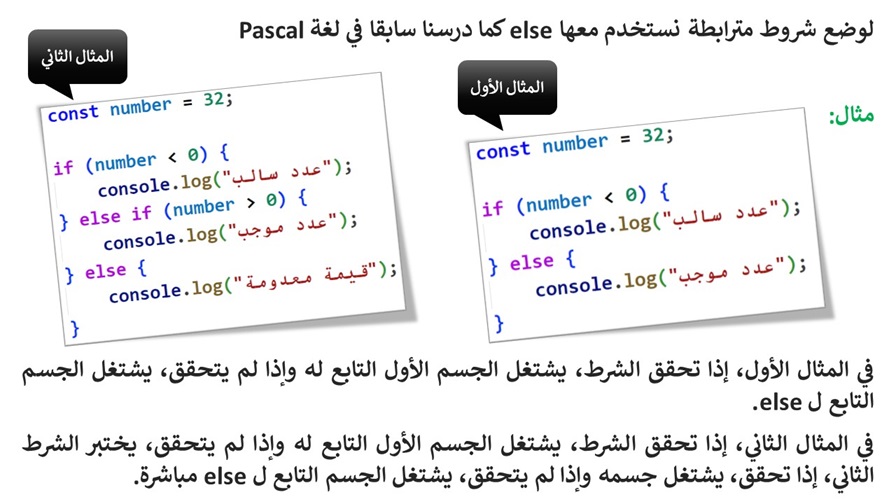 لوضع شروط مترابطة نستخدم معها else كما درسنا سابقا في لغة Pascal
مثال:
المثال الأول
const number = 32;
if (number < 0) {
console.log("عدد سالب");
} else {
console.log("عدد موجب");
}
المثال الثاني
const number = 32;
if (number < 0) {
console.log("عدد سالب");
} else if (number > 0) {
console.log("عدد موجب");
} else {
console.log("قيمة معدومة");
}
في المثال الأول، إذا تحقق الشرط، يشتغل الجسم الأول التابع له وإذا لم يتحقق، يشتغل الجسم
التابع ل else.
في المثال الثاني، إذا تحقق الشرط، يشتغل الجسم الأول التابع له وإذا لم يتحقق، يختبر الشرط
الثاني، إذا تحقق، يشتغل جسمه وإذا لم يتحقق، يشتغل الجسم التابع ل else مباشرة.